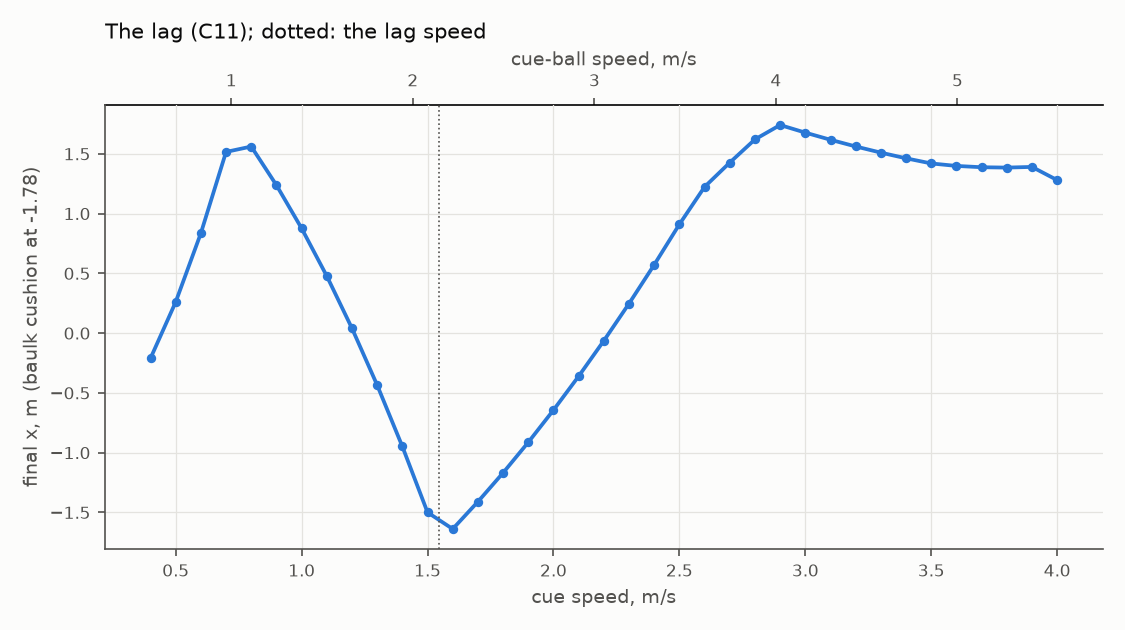 The lag (C11); dotted: the lag speed
cue-ball speed, m/s
1 2 3 4 5
final x, m (baulk cushion at -1.78)
1.5
1.0
0.5
0.0
−0.5
−1.0
−1.5
0.5 1.0 1.5 2.0 2.5 3.0 3.5 4.0
cue speed, m/s